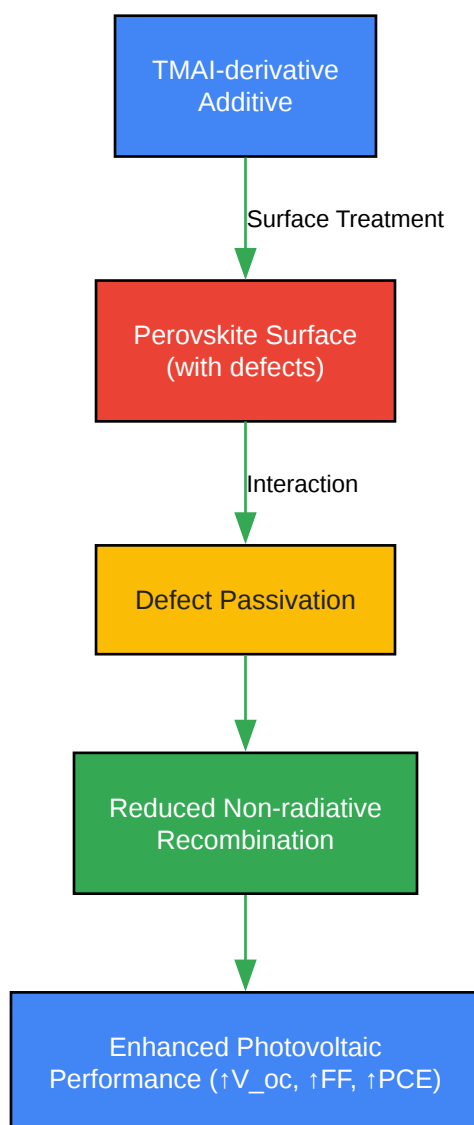 TMAI-derivative
Additive
Surface Treatment
Perovskite Surface
(with defects)
Interaction
Defect Passivation
Reduced Non-radiative
Recombination
Enhanced Photovoltaic
Performance (↑V_oc, ↑FF, ↑PCE)